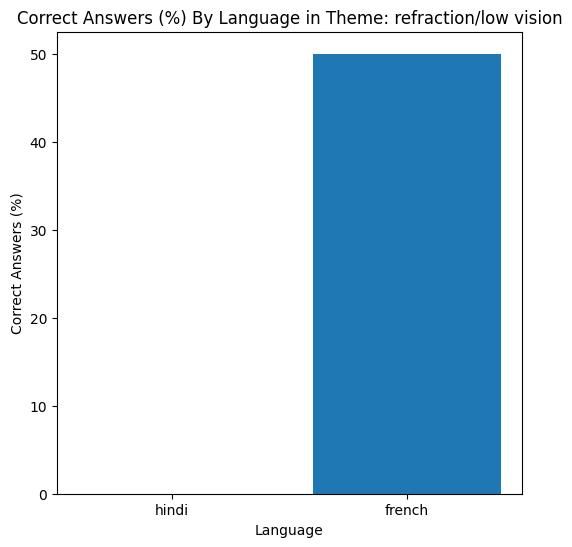 Correct Answers (%) By Language in Theme: refraction/low vision
50
40
30
20
10
0
Correct Answers (%)
hindi french
Language